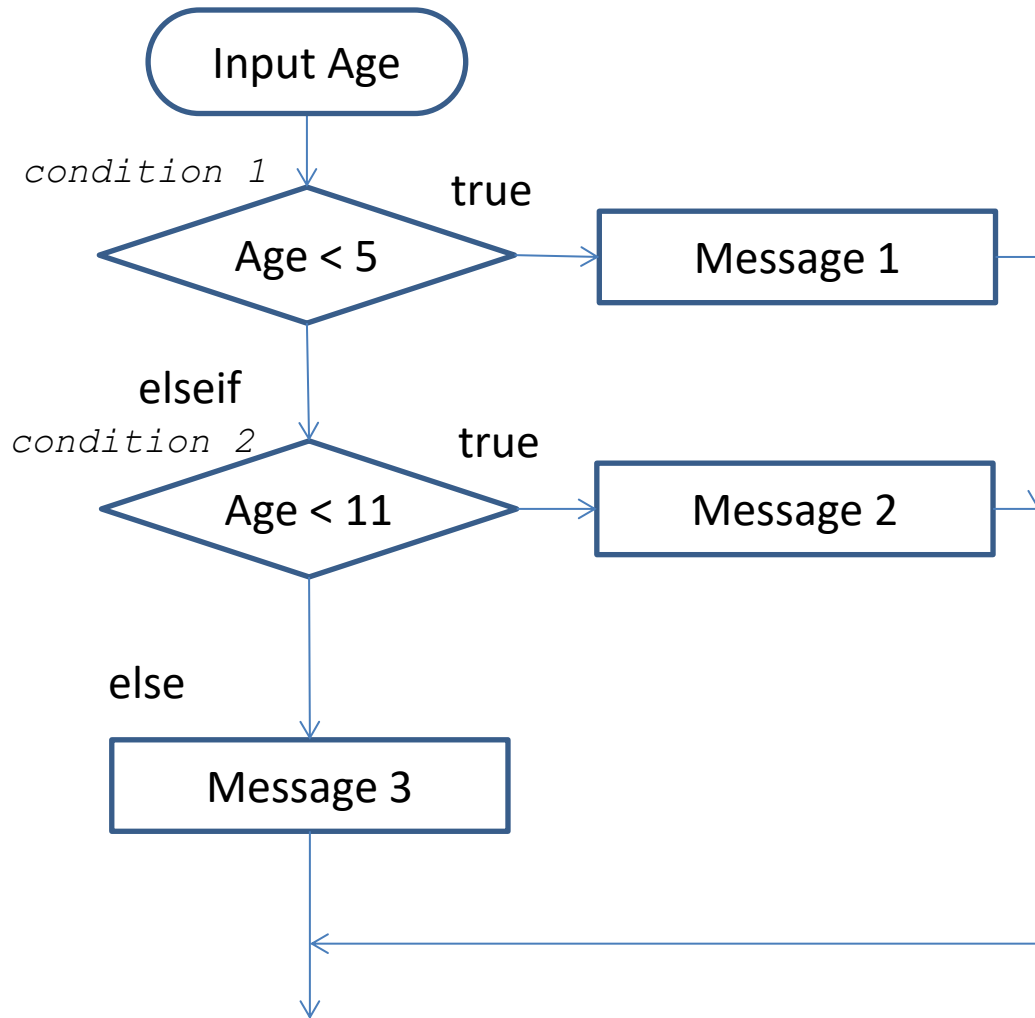 Input Age
condition 1
true
Age < 5
Message 1
elseif
condition 2
true
Age < 11
Message 2
else
Message 3